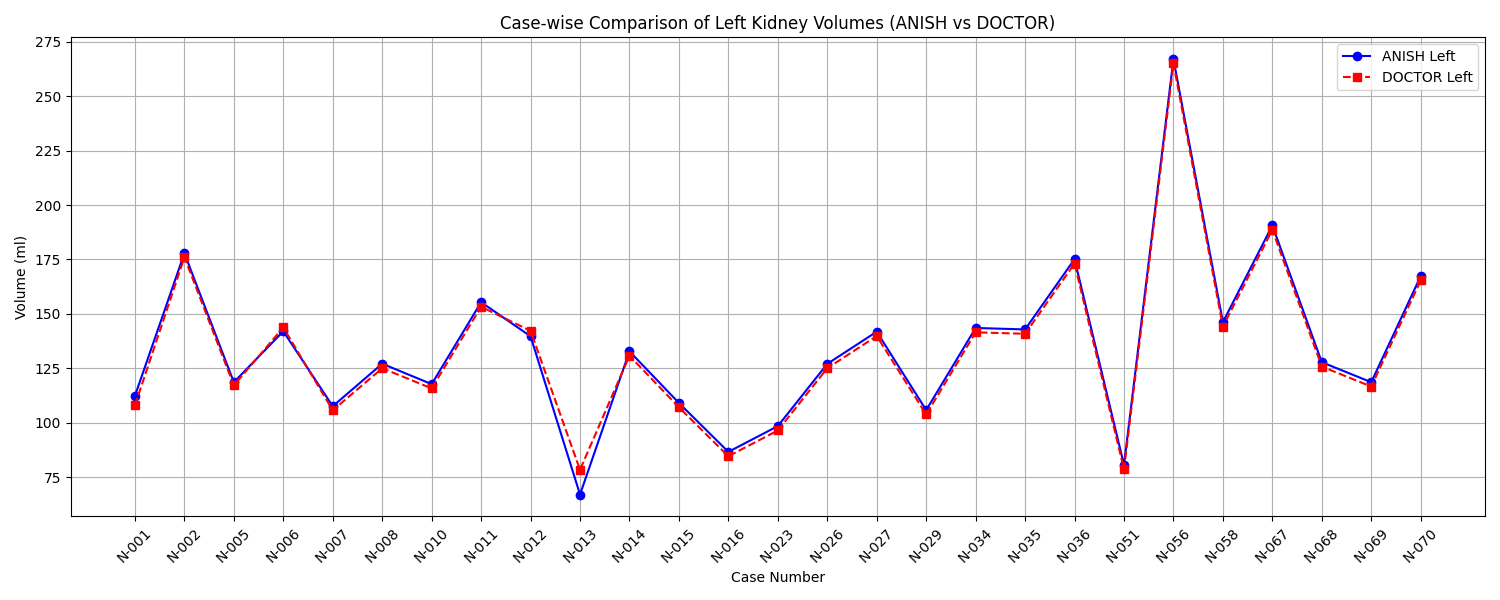 Case-wise Comparison of Left Kidney Volumes (ANISH vs DOCTOR)
ANISH Left
DOCTOR Left
Volume (ml)
275
250
225
200
175
150
125
100
75
N-001
N-002
N-005
N-006
N-007
N-008
N-010
N-011
N-012
N-013
N-014
N-015
N-016
N-023
N-026
N-027
N-029
N-034
N-035
N-036
N-051
N-056
N-058
N-067
N-068
N-069
N-070
Case Number